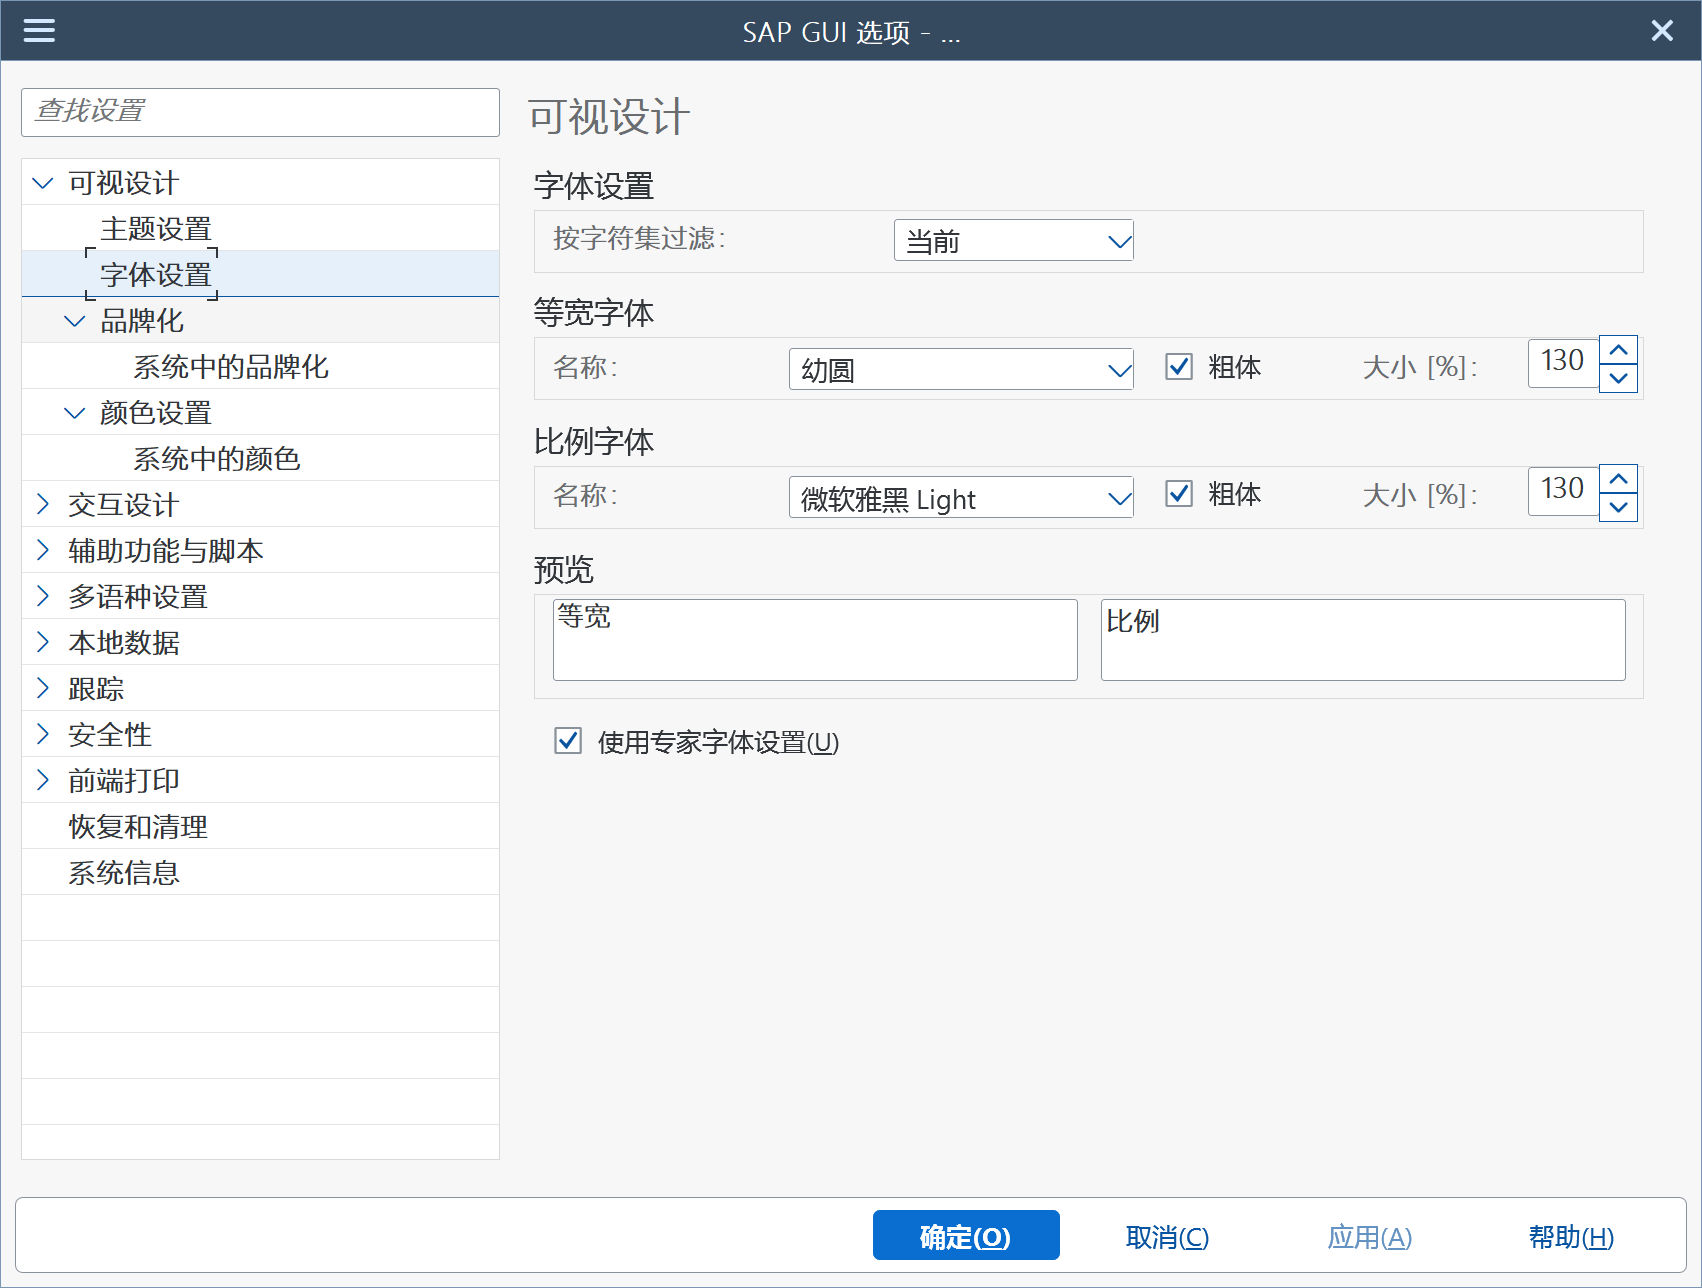 SAP GUI 选项 - ...
查找设置
可视设计
主题设置
字体设置
品牌化
系统中的品牌化
颜色设置
系统中的颜色
交互设计
辅助功能与脚本
多语种设置
本地数据
跟踪
安全性
前端打印
恢复和清理
系统信息
可视设计
字体设置
按字符集过滤: 当前
等宽字体
名称: 幼圆 粗体 大小 [%]: 130
比例字体
名称: 微软雅黑 Light 粗体 大小 [%]: 130
预览
等宽 比例
使用专家字体设置(U)
确定(O) 取消(C) 应用(A) 帮助(H)